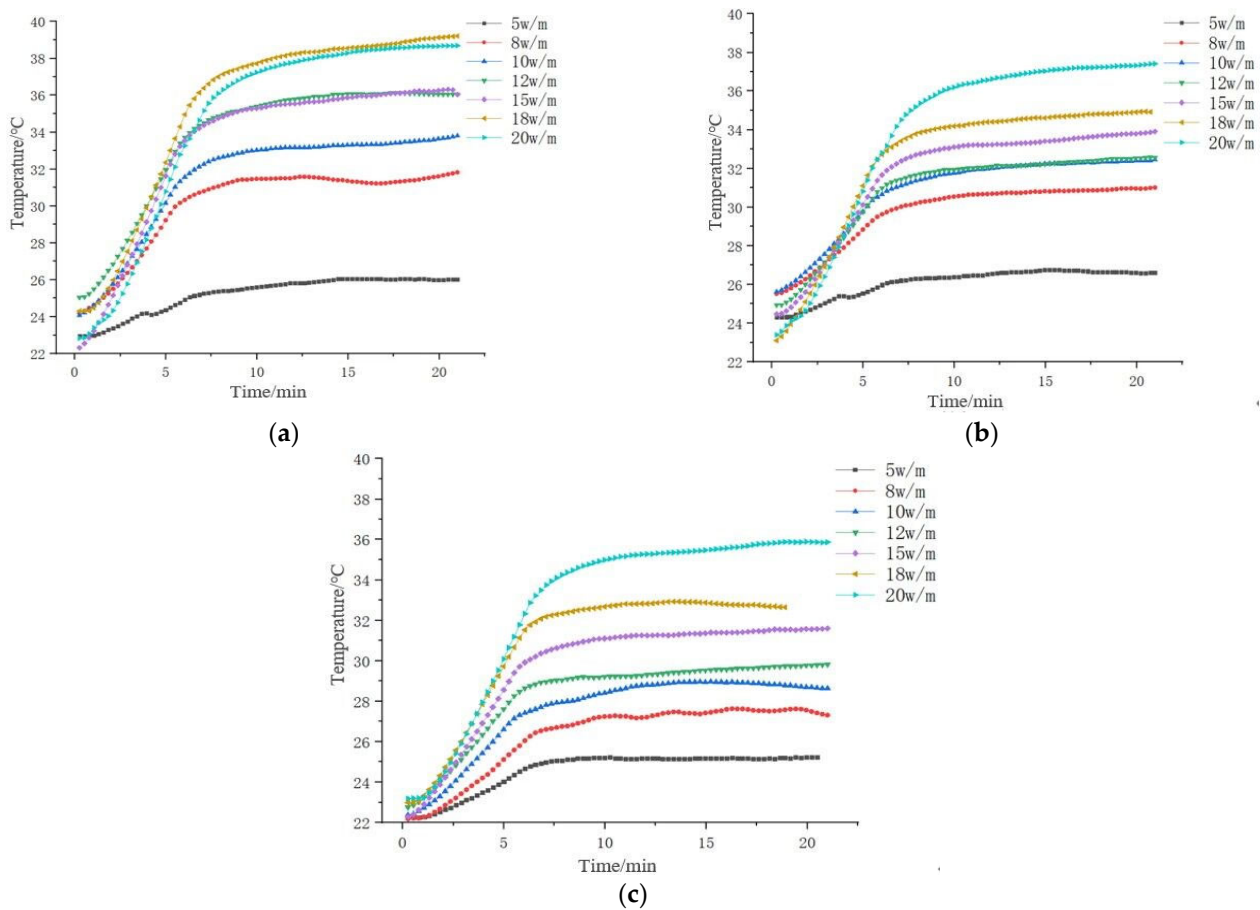 40
38
36
34
32
30
28
26
24
22
Temperature/℃
0
5
10
15
20
Time/min
5w/m
8w/m
10w/m
12w/m
15w/m
18w/m
20w/m
(a)
40
38
36
34
32
30
28
26
24
22
Temperature/℃
0
5
10
15
20
Time/min
5w/m
8w/m
10w/m
12w/m
15w/m
18w/m
20w/m
(b)
40
38
36
34
32
30
28
26
24
22
Temperature/℃
0
5
10
15
20
Time/min
5w/m
8w/m
10w/m
12w/m
15w/m
18w/m
20w/m
(c)